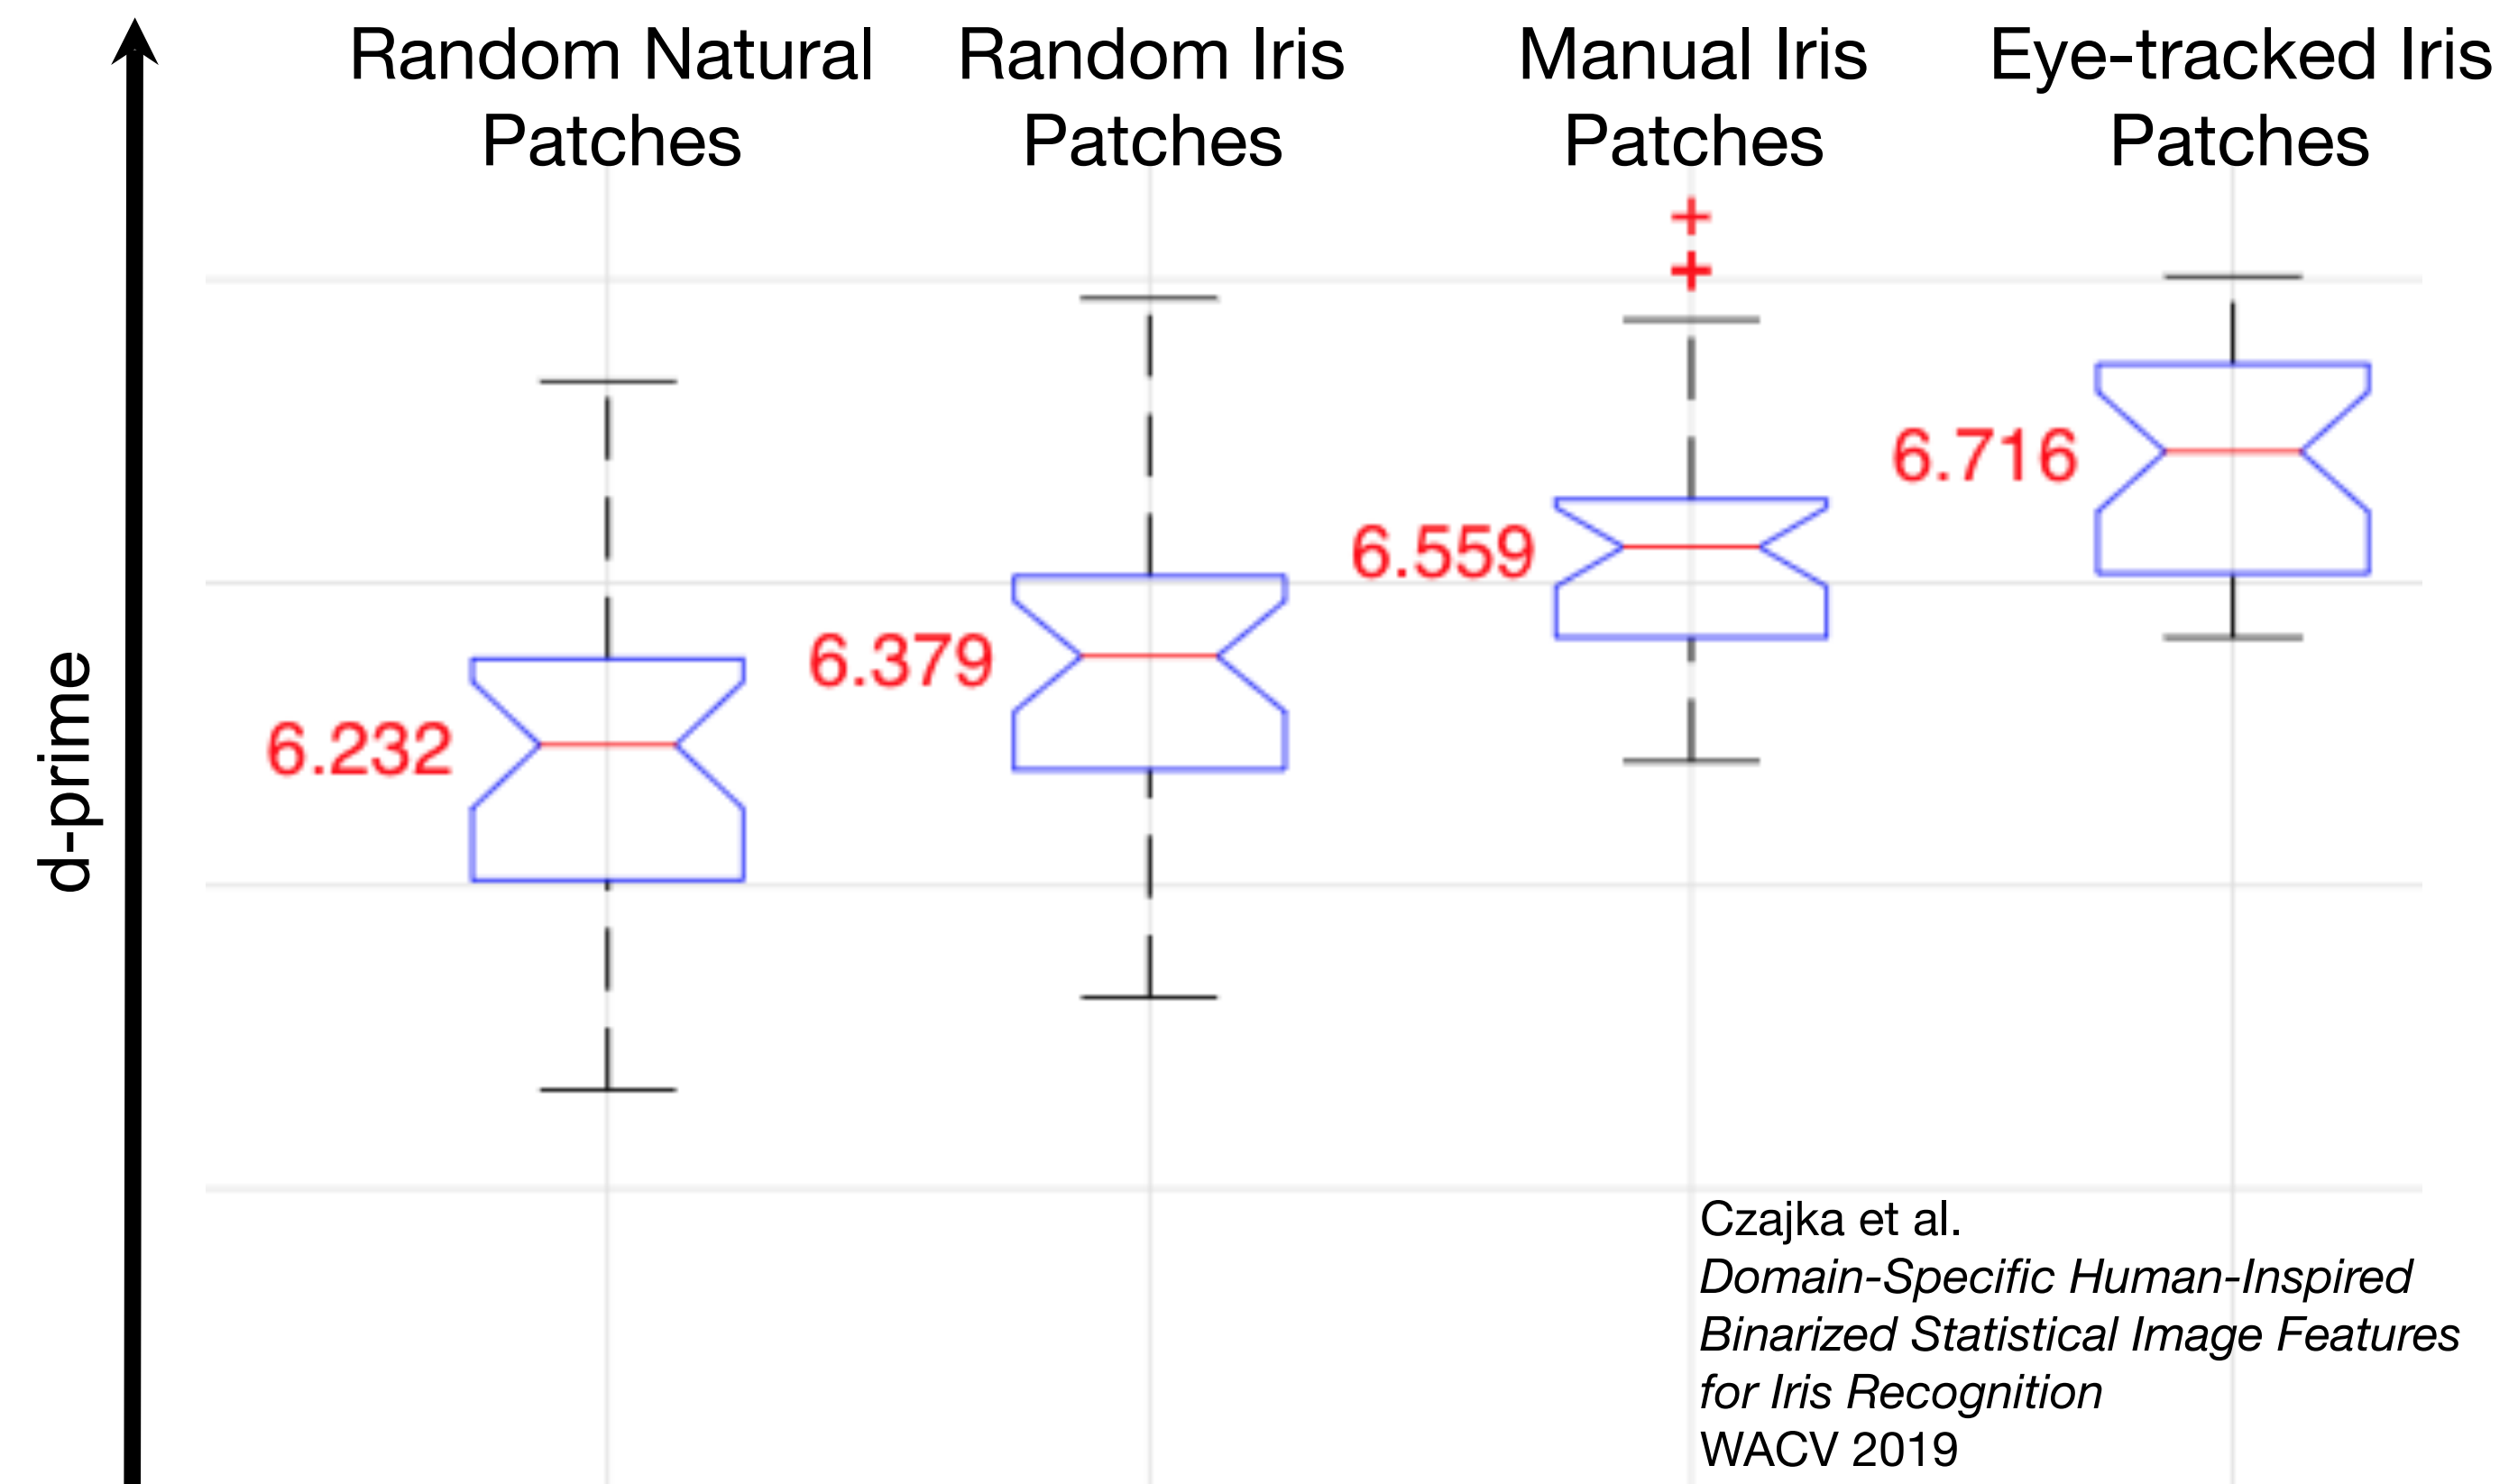 Random Natural
Patches
Random Iris
Patches
Manual Iris
Patches
Eye-tracked Iris
Patches
d-prime
6.232
6.379
6.559
6.716
Czajka et al.
Domain-Specific Human-Inspired
Binarized Statistical Image Features
for Iris Recognition
WACV 2019